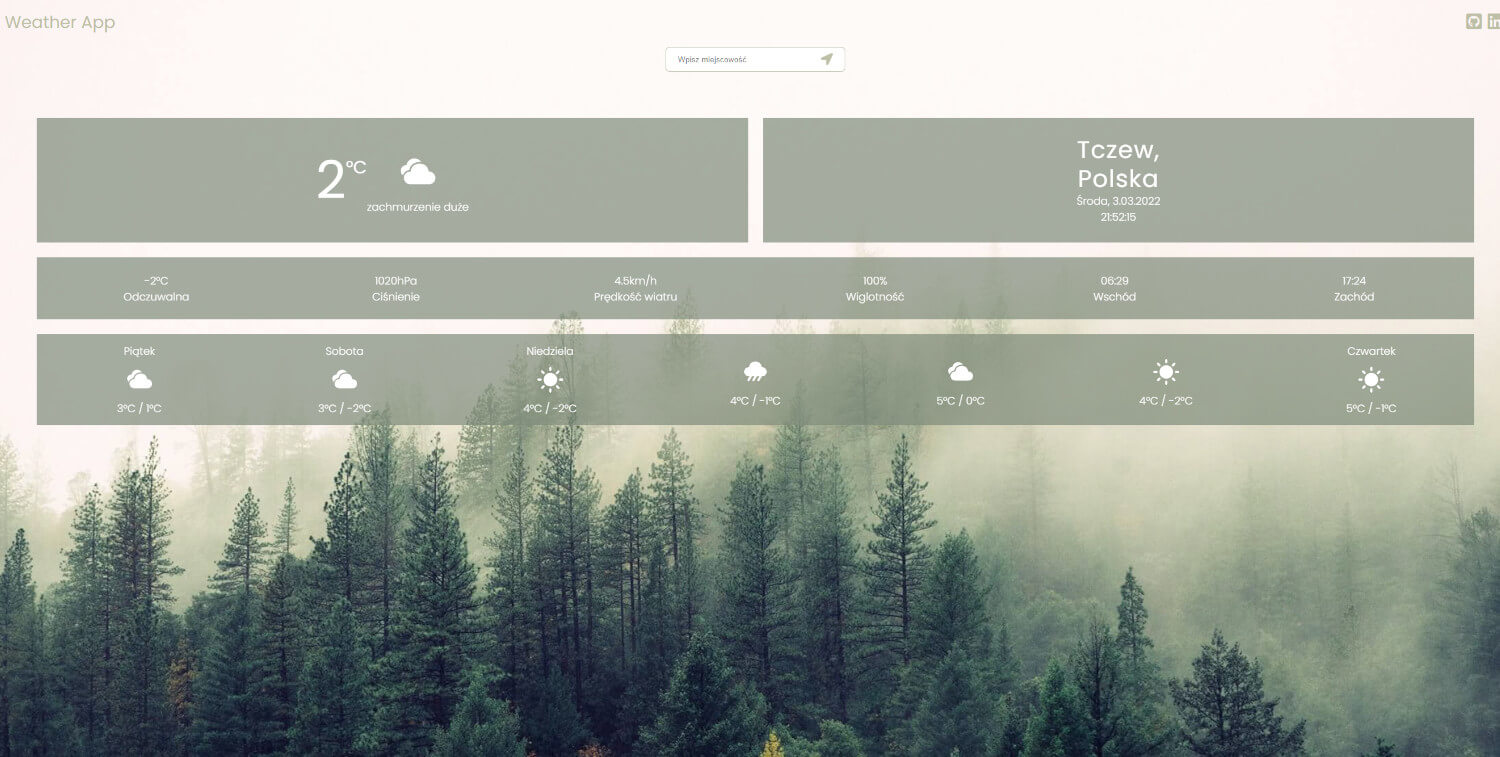 Weather App
Wpisz miejscowość
2°C
zachmurzenie duże
Tczew,
Polska
Środa, 3.03.2022
21:52:15
-2°C 1020hPa 4.5km/h 100% 06:29 17:24
Odczuwalna Ciśnienie Prędkość wiatru Wiglotność Wschód Zachód
Piątek Sobota Niedziela Czwartek
3°C / 1°C 3°C / -2°C 4°C / -2°C 4°C / -1°C 5°C / 0°C 4°C / -2°C 5°C / -1°C